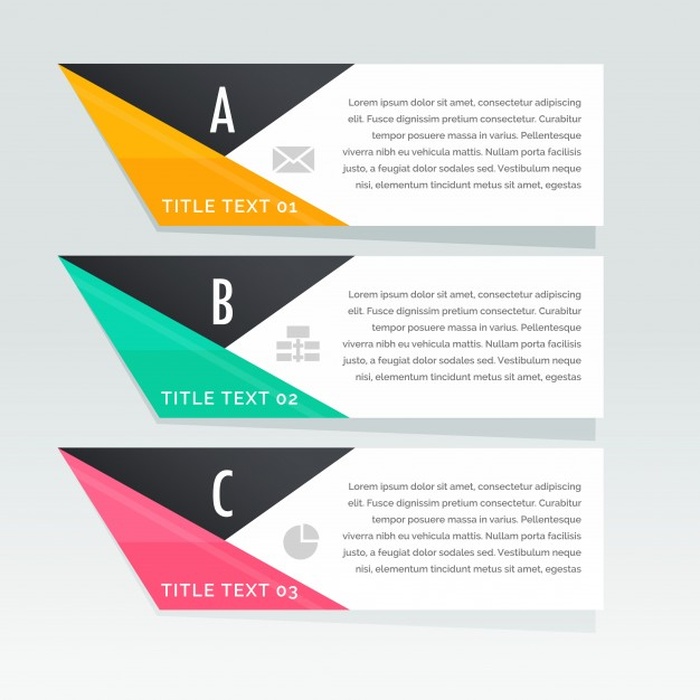 A
Lorem ipsum dolor sit amet, consectetur adipiscing
elit. Fusce dignissim pretium consectetur. Curabitur
tempor posuere massa in varius. Pellentesque
viverra nibh eu vehicula mattis. Nullam porta facilisis
justo, a feugiat elit sodales sed. Vestibulum neque
nisi, elementum tincidunt metus sit amet, egestas
TITLE TEXT 01
B
Lorem ipsum dolor sit amet, consectetur adipiscing
elit. Fusce dignissim pretium consectetur. Curabitur
tempor posuere massa in varius. Pellentesque
viverra nibh eu vehicula mattis. Nullam porta facilisis
justo, a feugiat elit sodales sed. Vestibulum neque
nisi, elementum tincidunt metus sit amet, egestas
TITLE TEXT 02
C
Lorem ipsum dolor sit amet, consectetur adipiscing
elit. Fusce dignissim pretium consectetur. Curabitur
tempor posuere massa in varius. Pellentesque
viverra nibh eu vehicula mattis. Nullam porta facilisis
justo, a feugiat elit sodales sed. Vestibulum neque
nisi, elementum tincidunt metus sit amet, egestas
TITLE TEXT 03